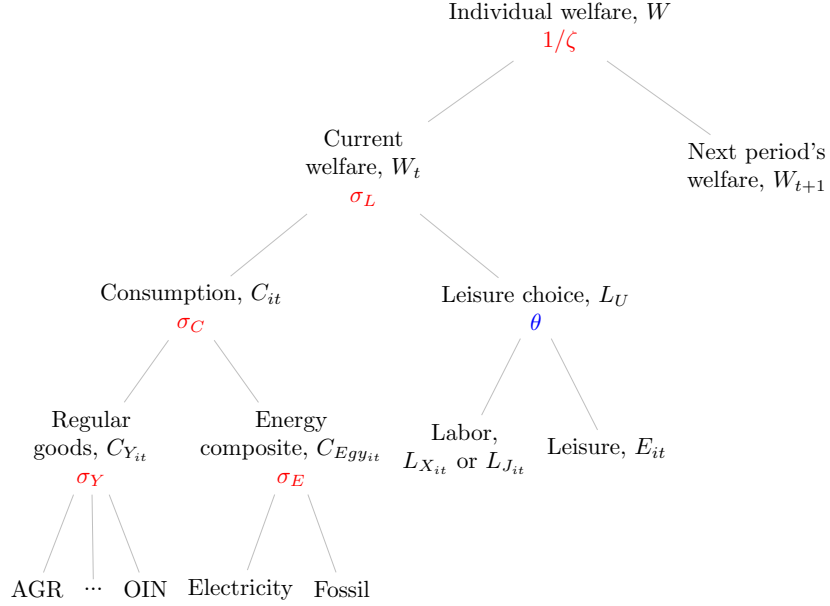 Individual welfare, W
1/ζ
Current
welfare, W_t
σ_L
Next period's
welfare, W_{t+1}
Consumption, C_{it}
σ_C
Leisure choice, L_U
θ
Regular
goods, C_{Y_{it}}
σ_Y
Energy
composite, C_{Egy_{it}}
σ_E
Labor,
L_{X_{it}} or L_{J_{it}}
Leisure, E_{it}
AGR ... OIN Electricity Fossil